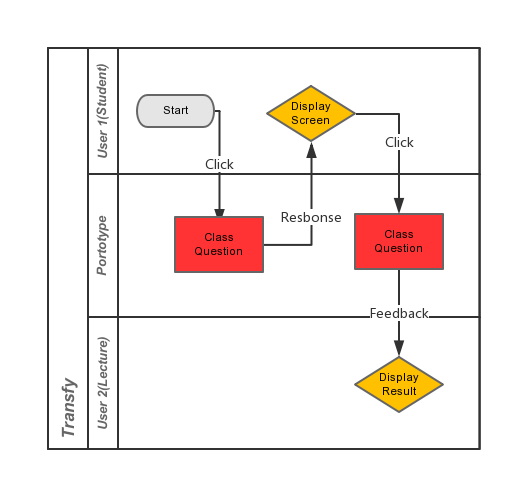 Transfy
User 1(Student)
Start
Display
Screen
Click
Click
Portotype
Class
Question
Resbonse
Class
Question
Feedback
User 2(Lecture)
Display
Result